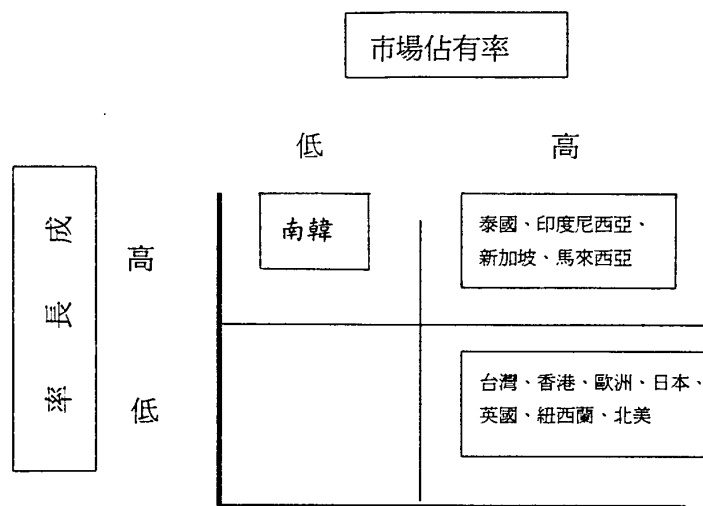 市場佔有率
低 高
成長率
高
南韓
泰國、印度尼西亞、
新加坡、馬來西亞
低
台灣、香港、歐洲、日本、
英國、紐西蘭、北美